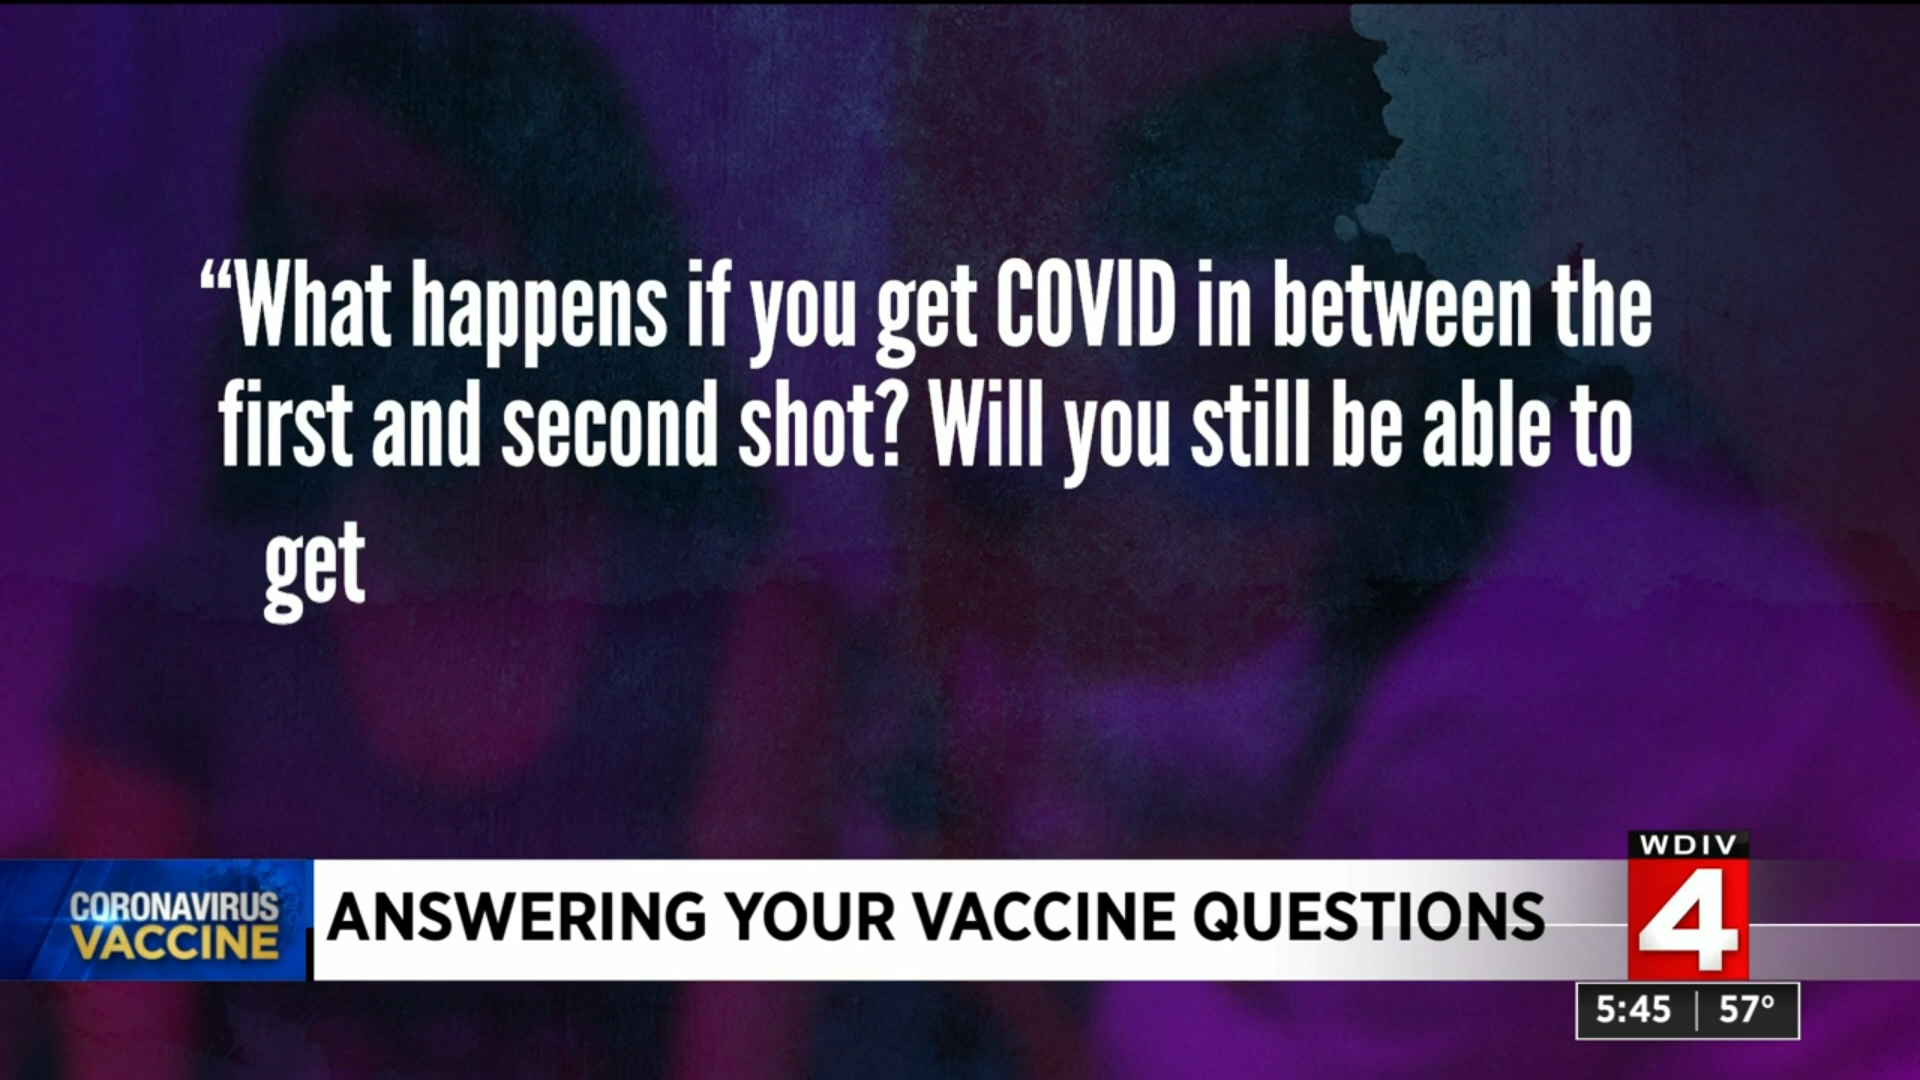 “What happens if you get COVID in between the
first and second shot? Will you still be able to
get
CORONAVIRUS
VACCINE
ANSWERING YOUR VACCINE QUESTIONS
WDIV
4
5:45 | 57°